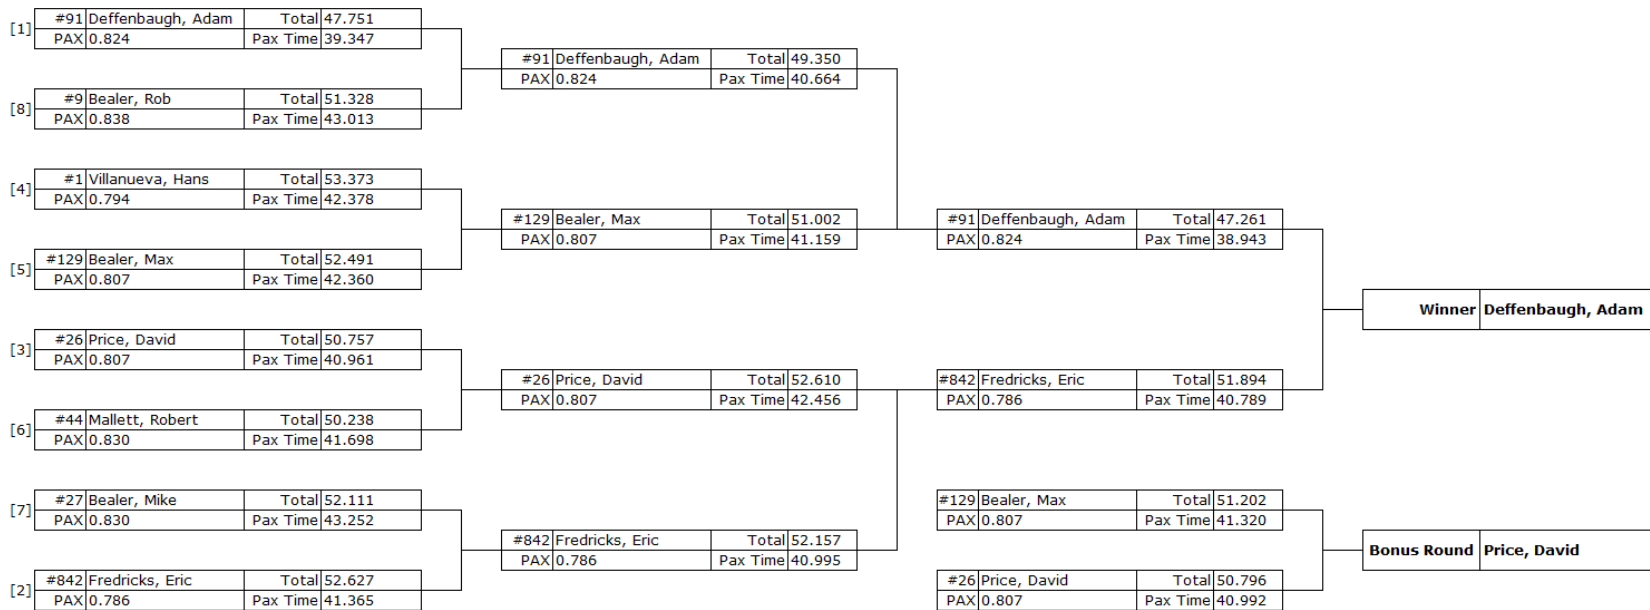 [1] #91 Deffenbaugh, Adam Total 47.751
PAX 0.824 Pax Time 39.347
[8] #9 Bealer, Rob Total 51.328
PAX 0.838 Pax Time 43.013
[4] #1 Villanueva, Hans Total 53.373
PAX 0.794 Pax Time 42.378
[5] #129 Bealer, Max Total 52.491
PAX 0.807 Pax Time 42.360
[3] #26 Price, David Total 50.757
PAX 0.807 Pax Time 40.961
[6] #44 Mallett, Robert Total 50.238
PAX 0.830 Pax Time 41.698
[7] #27 Bealer, Mike Total 52.111
PAX 0.830 Pax Time 43.252
[2] #842 Fredricks, Eric Total 52.627
PAX 0.786 Pax Time 41.365
#91 Deffenbaugh, Adam Total 49.350
PAX 0.824 Pax Time 40.664
#129 Bealer, Max Total 51.002
PAX 0.807 Pax Time 41.159
#26 Price, David Total 52.610
PAX 0.807 Pax Time 42.456
#842 Fredricks, Eric Total 52.157
PAX 0.786 Pax Time 40.995
#91 Deffenbaugh, Adam Total 47.261
PAX 0.824 Pax Time 38.943
#842 Fredricks, Eric Total 51.894
PAX 0.786 Pax Time 40.789
#129 Bealer, Max Total 51.202
PAX 0.807 Pax Time 41.320
#26 Price, David Total 50.796
PAX 0.807 Pax Time 40.992
Winner Deffenbaugh, Adam
Bonus Round Price, David